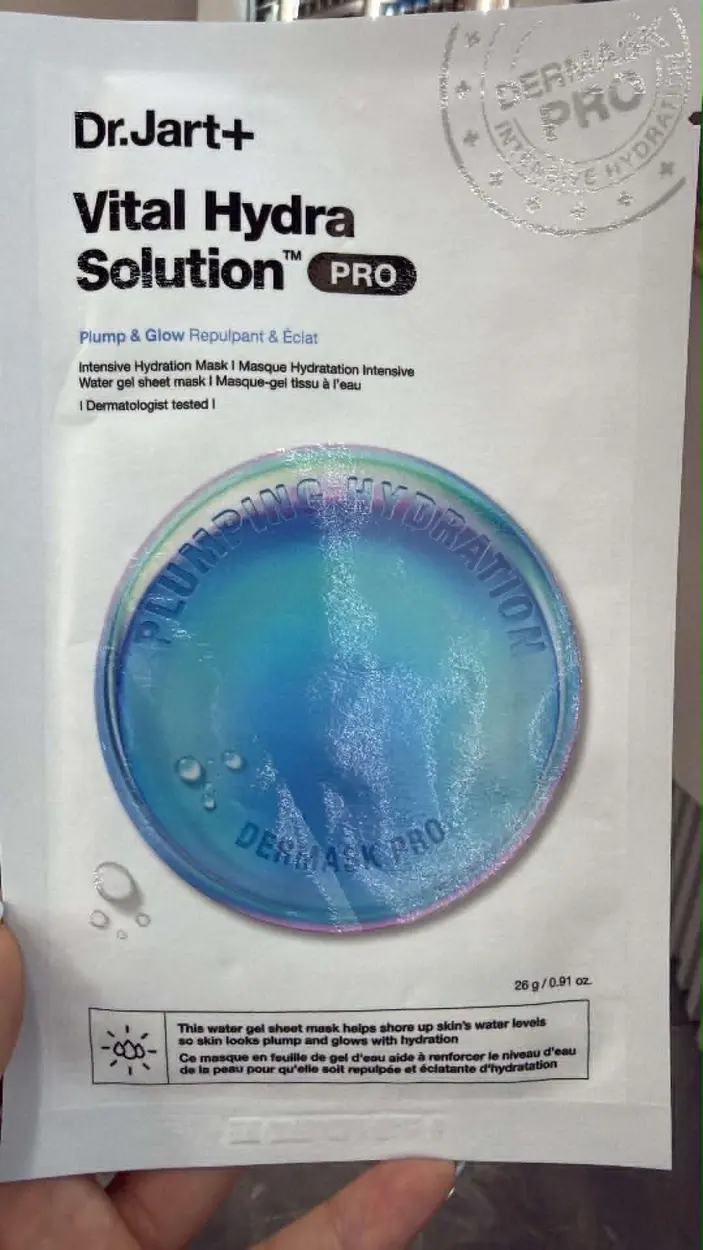 DERMASK
PRO
INTENSIVE HYDRATION
Dr.Jart+
Vital Hydra
Solution™ PRO
Plump & Glow Repulpant & Éclat
Intensive Hydration Mask I Masque Hydratation Intensive
Water gel sheet mask I Masque-gel tissu à l'eau
I Dermatologist tested I
PLUMPING HYDRATION
DERMASK PRO
26 g / 0.91 oz.
This water gel sheet mask helps shore up skin's water levels
so skin looks plump and glows with hydration
Ce masque en feuille de gel d'eau aide à renforcer le niveau d'eau
de la peau pour qu'elle soit repulpée et éclatante d'hydratation